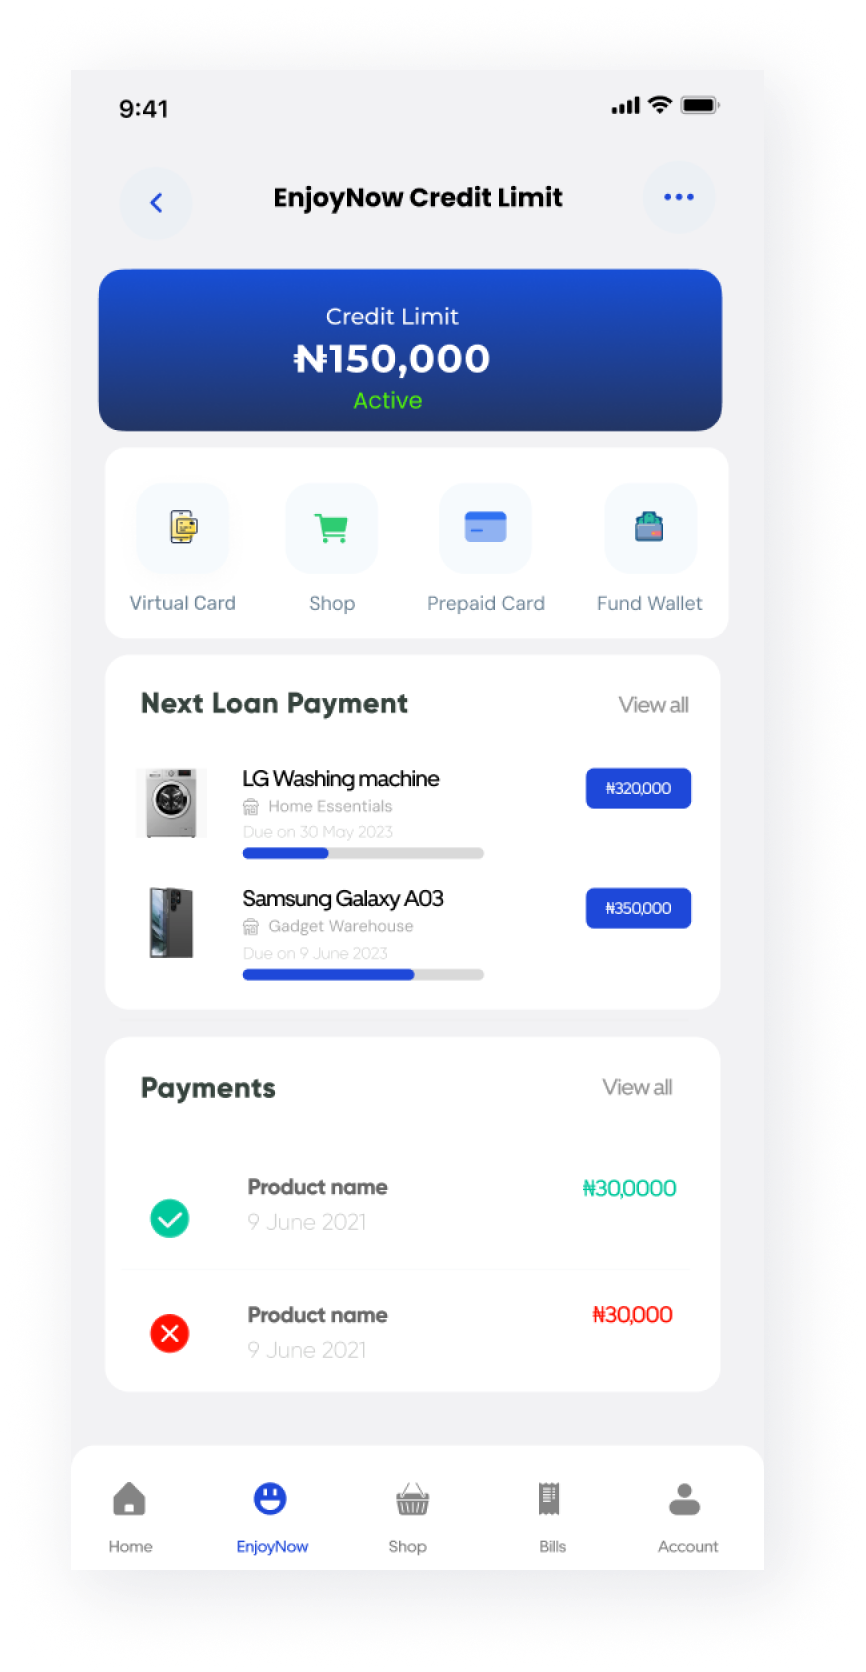 9:41
EnjoyNow Credit Limit
Credit Limit
₦150,000
Active
Virtual Card
Shop
Prepaid Card
Fund Wallet
Next Loan Payment
View all
LG Washing machine
₦320,000
Home Essentials
Due on 30 May 2023
Samsung Galaxy A03
₦350,000
Gadget Warehouse
Due on 9 June 2023
Payments
View all
Product name
₦30,0000
9 June 2021
Product name
₦30,000
9 June 2021
Home
EnjoyNow
Shop
Bills
Account